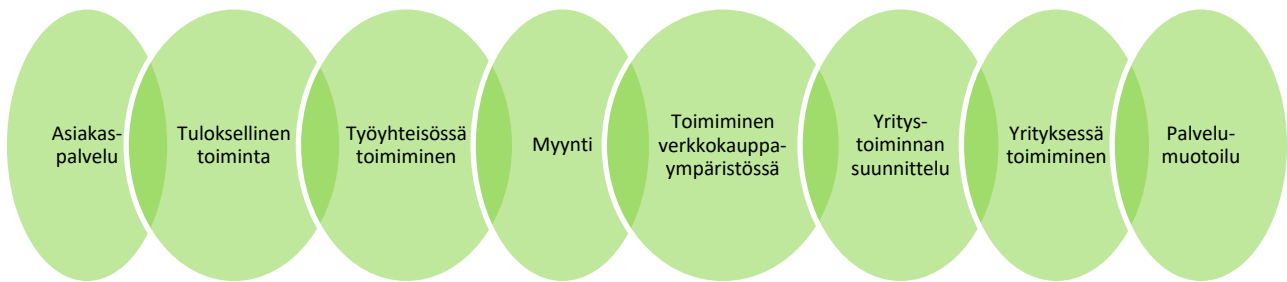 Asiakas-
palvelu
Tuloksellinen
toiminta
Työyhteisössä
toimiminen
Myynti
Toimiminen
verkkokauppa-
ympäristössä
Yritys-
toiminnan
suunnittelu
Yrityksessä
toimiminen
Palvelu-
muotoilu